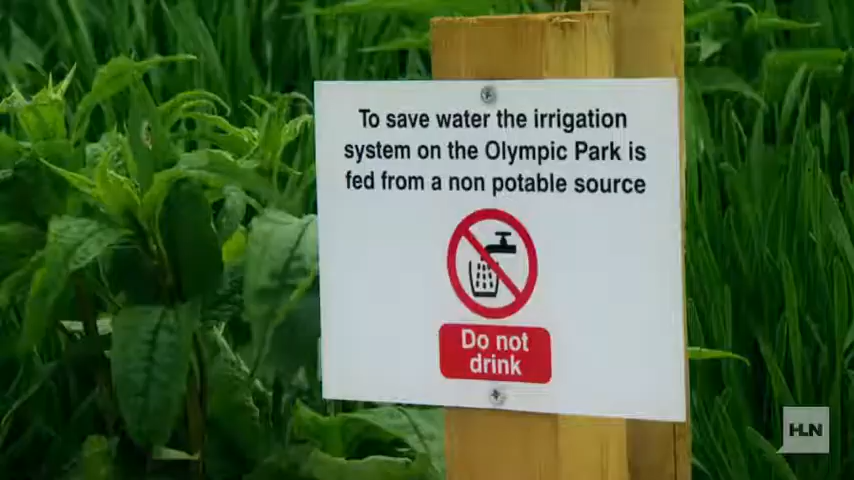 To save water the irrigation
system on the Olympic Park is
fed from a non potable source
Do not
drink
HLN